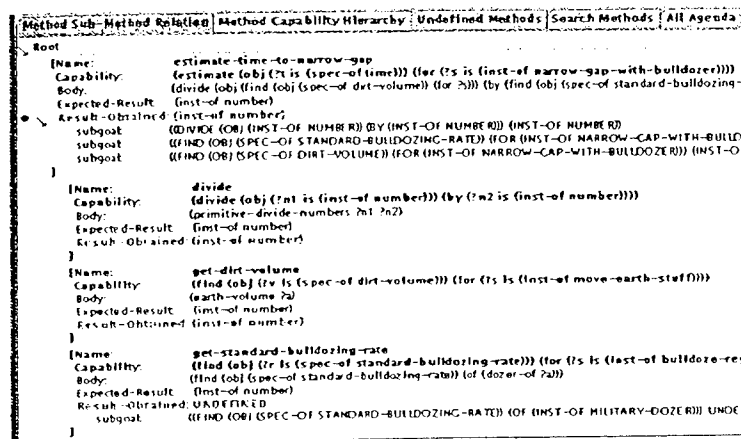 Method Sub-Method Relation Method Capability Hierarchy Undefined Methods Search Methods All Agenda
Root
[Name: estimate-time-to-narrow-gap
Capability: (estimate (obj (?t is (spec-of time))) (for (?s is (inst-of narrow-gap-with-bulldozer))))
Body: (divide (obj (find (obj (spec-of dirt-volume)) (for ?s))) (by (find (obj (spec-of standard-bulldozing-
Expected-Result (inst-of number)
Result-Obtained: (inst-of number)
subgoal ((DIVIDE (OBJ (INST-OF NUMBER)) (BY (INST-OF NUMBER))) (INST-OF NUMBER)
subgoal ((FIND (OBJ (SPEC-OF STANDARD-BULLDOZING-RATE)) (FOR (INST-OF NARROW-GAP-WITH-BULLD
subgoal ((FIND (OBJ (SPEC-OF DIRT-VOLUME)) (FOR (INST-OF NARROW-GAP-WITH-BULLDOZER))) (INST-O
]
[Name: divide
Capability: (divide (obj (?n1 is (inst-of number))) (by (?n2 is (inst-of number))))
Body: (primitive-divide-numbers ?n1 ?n2)
Expected-Result (inst-of number)
Result-Obtained: (inst-of number)
]
[Name: get-dirt-volume
Capability: (find (obj (?v is (spec-of dirt-volume))) (for (?s is (inst-of move-earth-stuff))))
Body: (earth-volume ?a)
Expected-Result (inst-of number)
Result-Obtained (inst-of number)
]
[Name: get-standard-bulldozing-rate
Capability: (find (obj (?r is (spec-of standard-bulldozing-rate))) (for (?s is (inst-of bulldoze-re
Body: (find (obj (spec-of standard-bulldozing-rate)) (of (dozer-of ?a)))
Expected-Result (inst-of number)
Result-Obtained: UNDEFINED
subgoal ((FIND (OBJ (SPEC-OF STANDARD-BULLDOZING-RATE)) (OF (INST-OF MILITARY-DOZER))) UNDE
]